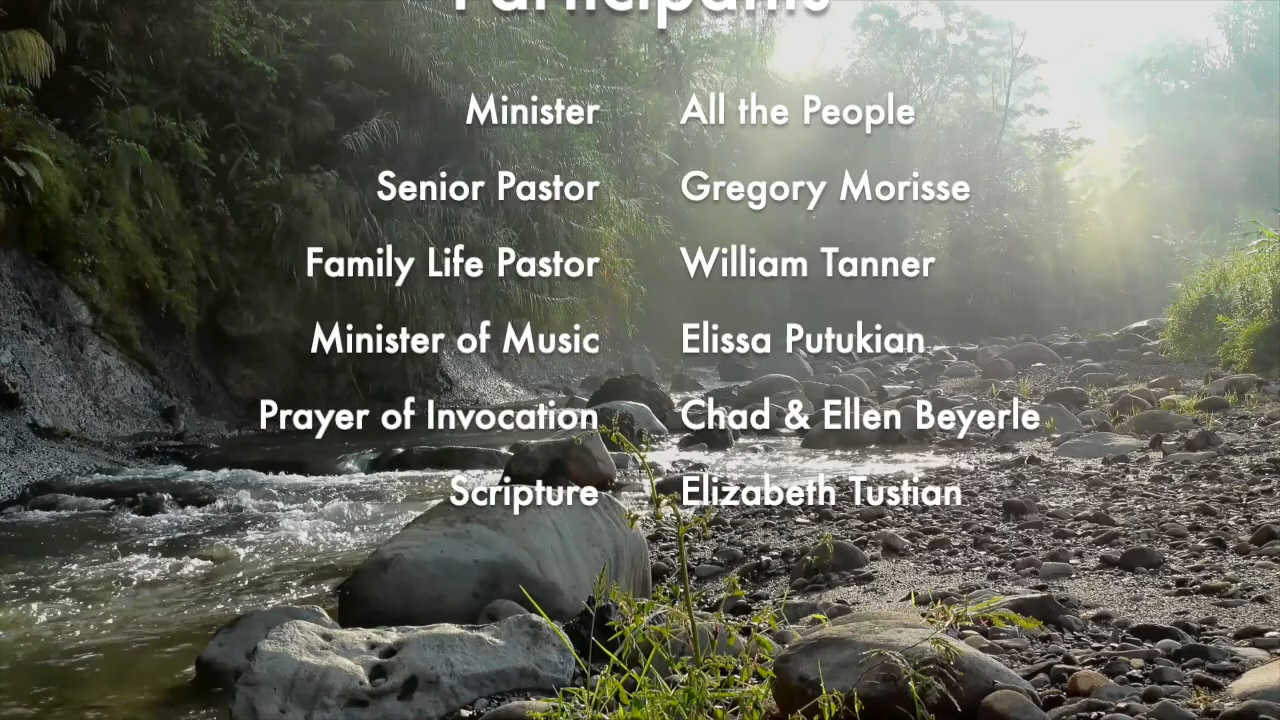 Participants
Minister All the People
Senior Pastor Gregory Morisse
Family Life Pastor William Tanner
Minister of Music Elissa Putukian
Prayer of Invocation Chad & Ellen Beyerle
Scripture Elizabeth Tustian